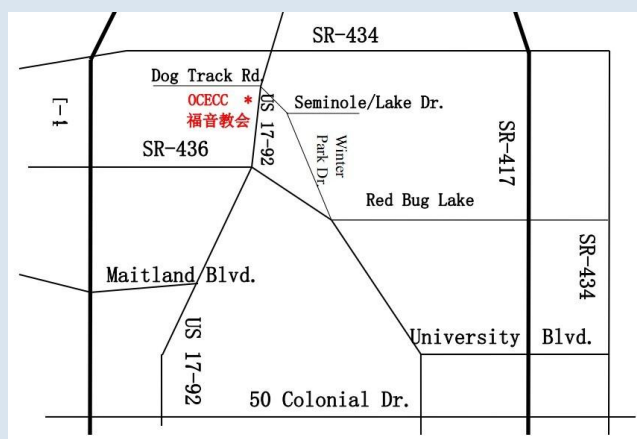 SR-434
Dog Track Rd.
OCECC *
福音教会
US 17-92
Seminole/Lake Dr.
I-4
SR-436
Winter
Park Dr.
SR-417
Red Bug Lake
SR-434
Maitland Blvd.
US 17-92
University Blvd.
50 Colonial Dr.